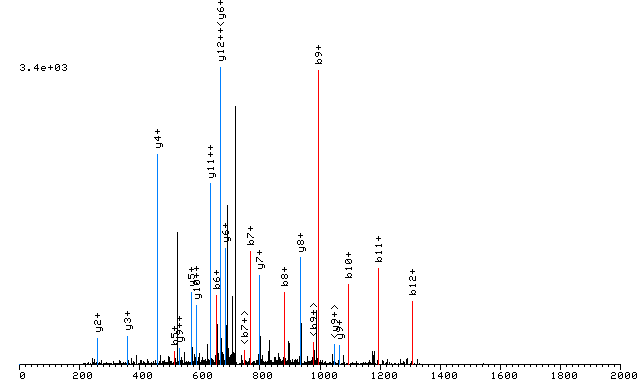 y12++<y6+
3.4e+03
b9+
y4+
y11++
y6+
b7+
y8+
y7+
y5+
y10++
b6+
b8+
b10+
b11+
b12+
y2+
y3+
b5+
y9++
<b7+>
<b9+>
<y9+>
y9+
0 200 400 600 800 1000 1200 1400 1600 1800 2000